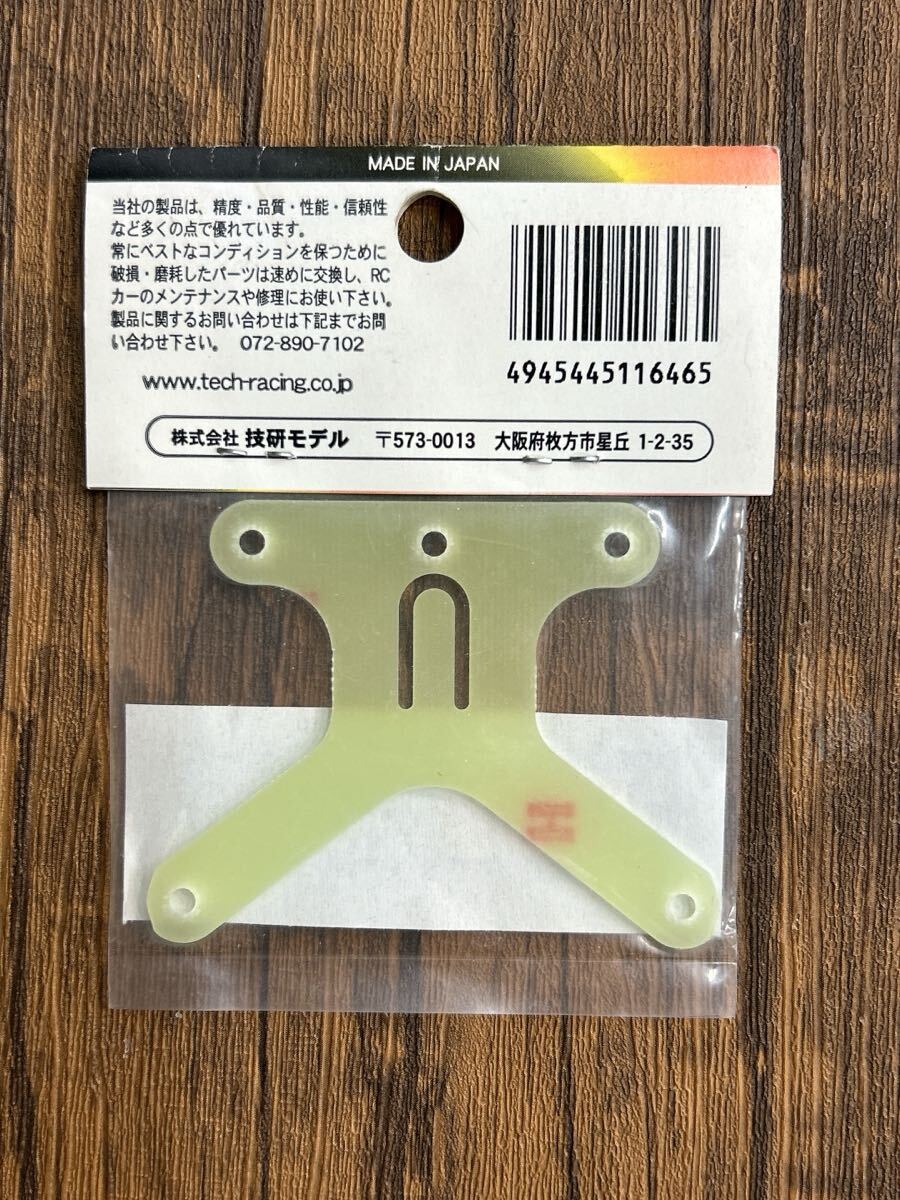 MADE IN JAPAN
当社の製品は、精度・品質・性能・信頼性
など多くの点で優れています。
常にベストなコンディションを保つために
破損・磨耗したパーツは速めに交換し、RC
カーのメンテナンスや修理にお使い下さい。
製品に関するお問い合わせは下記までお問
い合わせ下さい。 072-890-7102
www.tech-racing.co.jp
4945445116465
株式会社 技研モデル 〒573-0013 大阪府枚方市星丘 1-2-35